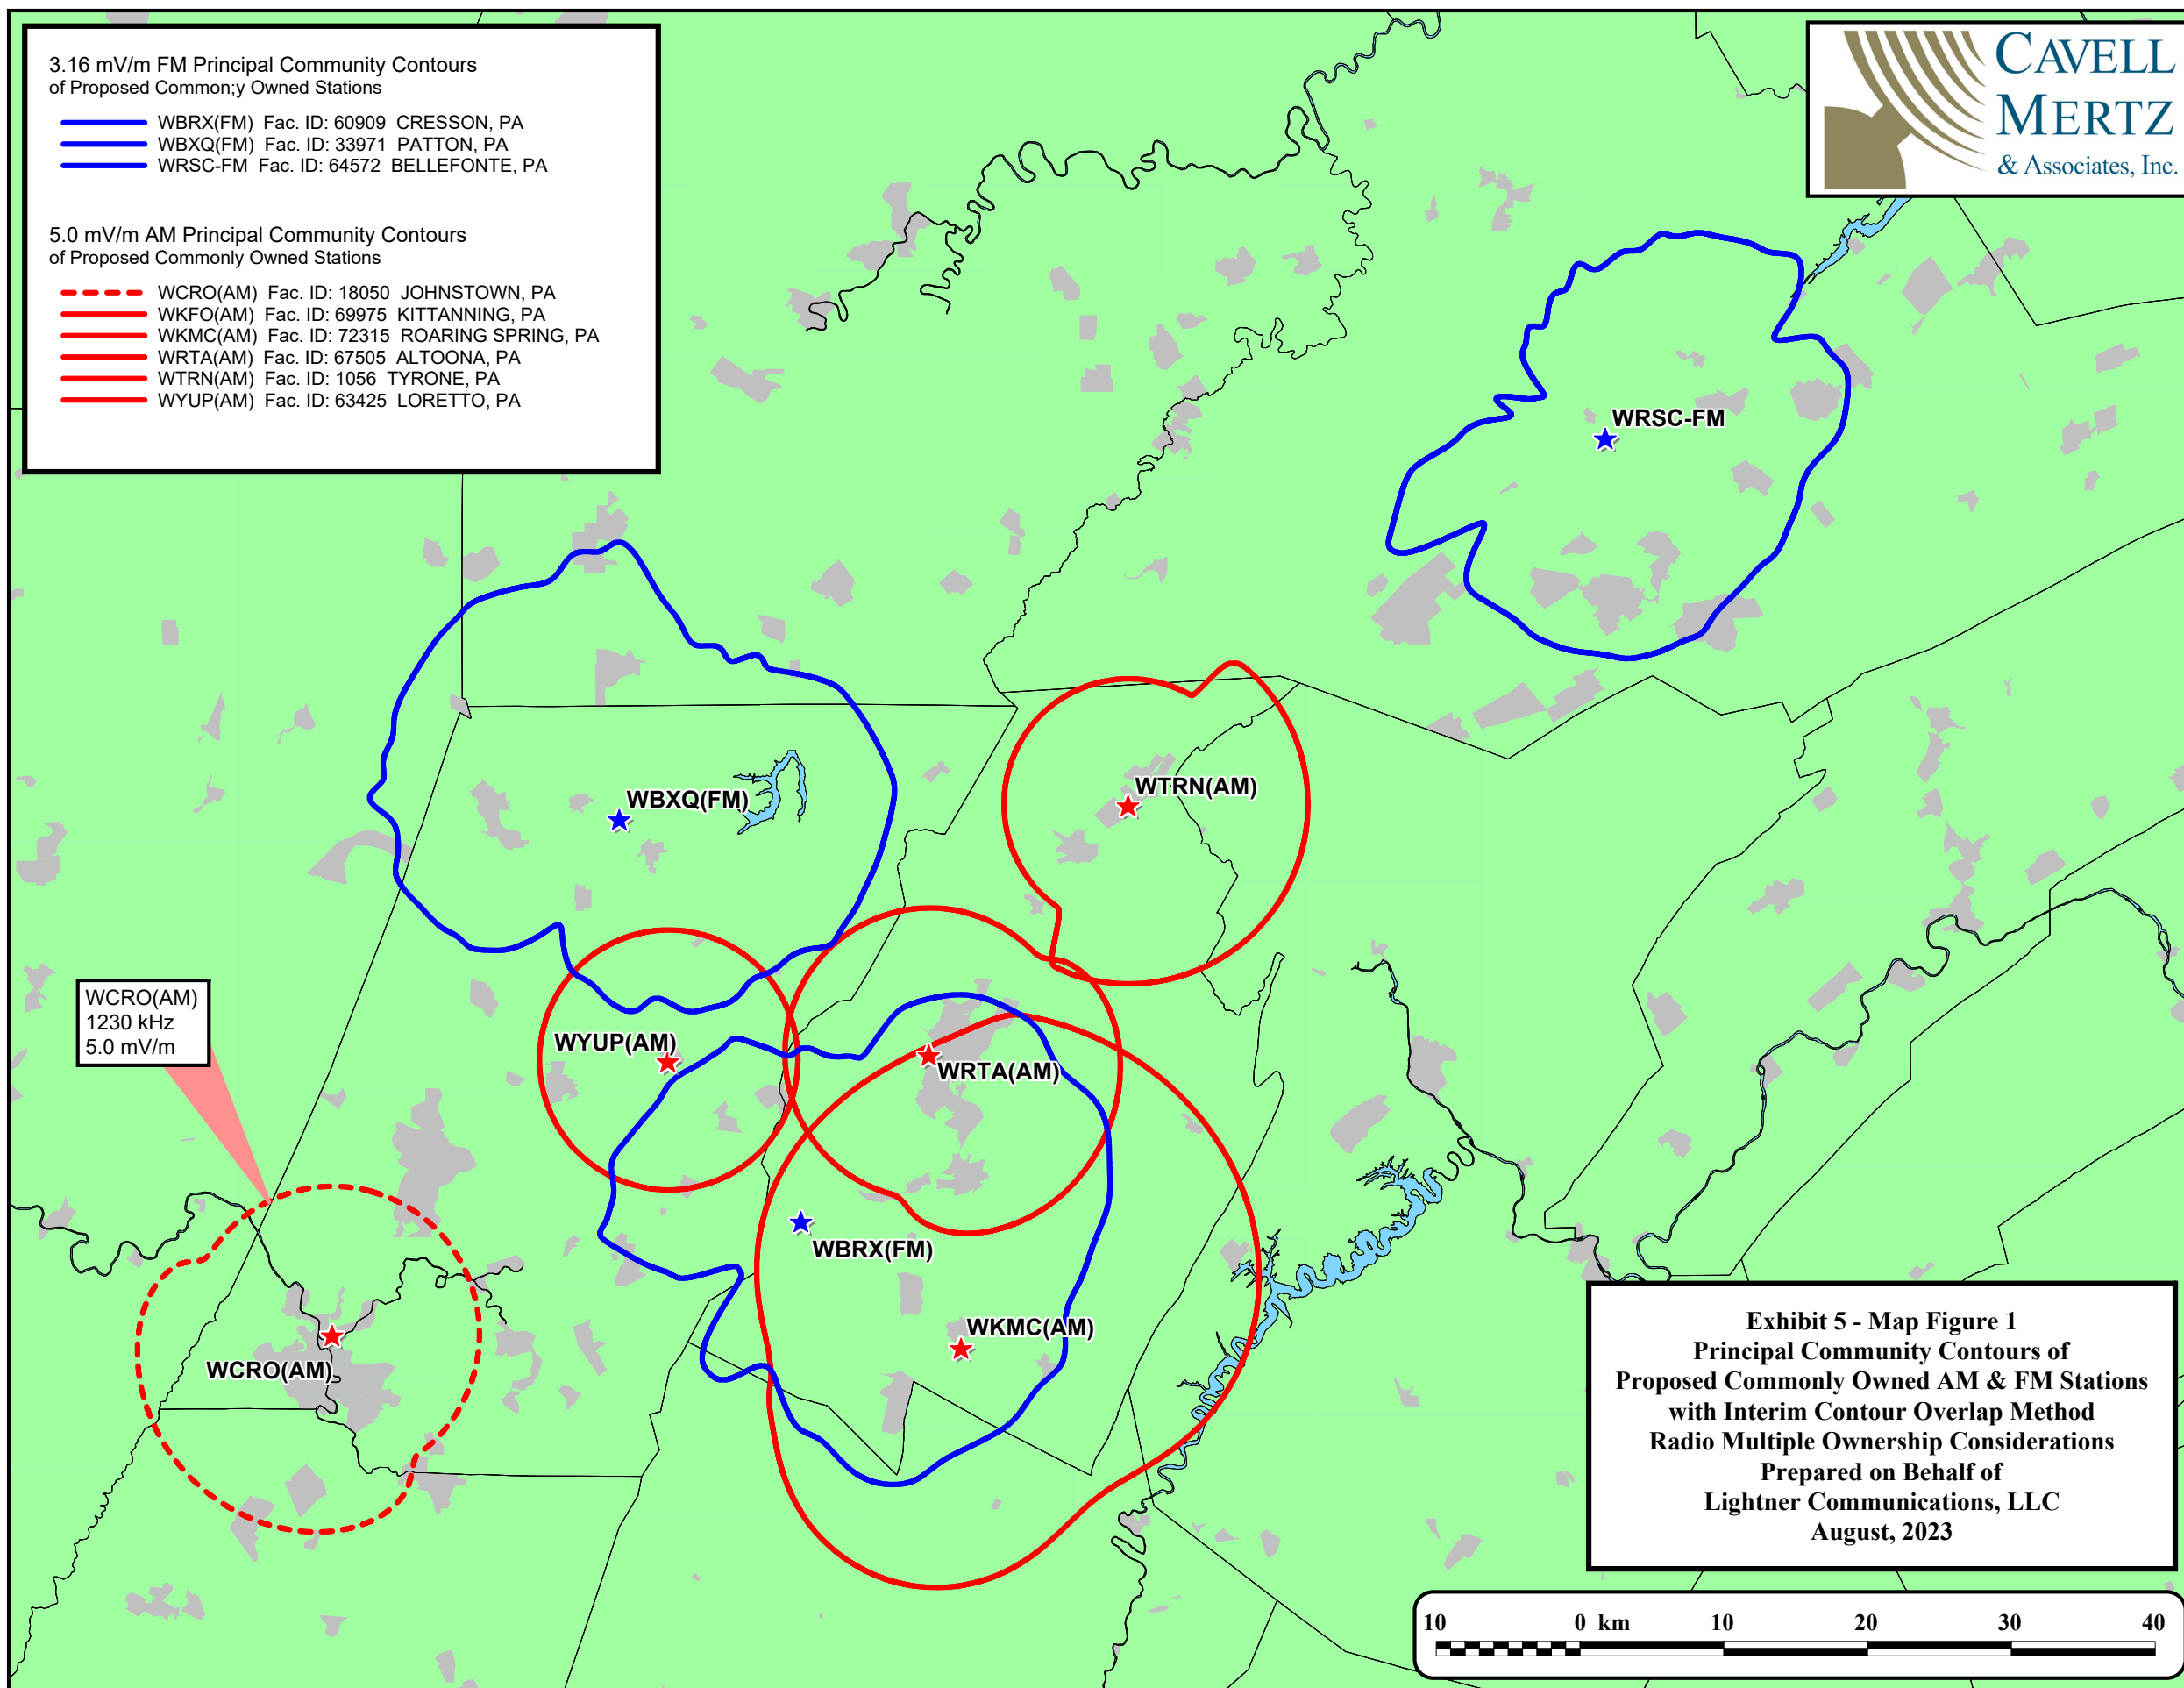 3.16 mV/m FM Principal Community Contours
of Proposed Common;y Owned Stations
WBRX(FM) Fac. ID: 60909 CRESSON, PA
WBXQ(FM) Fac. ID: 33971 PATTON, PA
WRSC-FM Fac. ID: 64572 BELLEFONTE, PA
5.0 mV/m AM Principal Community Contours
of Proposed Commonly Owned Stations
WCRO(AM) Fac. ID: 18050 JOHNSTOWN, PA
WKFO(AM) Fac. ID: 69975 KITTANNING, PA
WKMC(AM) Fac. ID: 72315 ROARING SPRING, PA
WRTA(AM) Fac. ID: 67505 ALTOONA, PA
WTRN(AM) Fac. ID: 1056 TYRONE, PA
WYUP(AM) Fac. ID: 63425 LORETTO, PA
CAVELL
MERTZ
& Associates, Inc.
WRSC-FM
WBXQ(FM)
WTRN(AM)
WCRO(AM)
1230 kHz
5.0 mV/m
WYUP(AM)
WRTA(AM)
WBRX(FM)
WKMC(AM)
WCRO(AM)
Exhibit 5 - Map Figure 1
Principal Community Contours of
Proposed Commonly Owned AM & FM Stations
with Interim Contour Overlap Method
Radio Multiple Ownership Considerations
Prepared on Behalf of
Lightner Communications, LLC
August, 2023
10 0 km 10 20 30 40